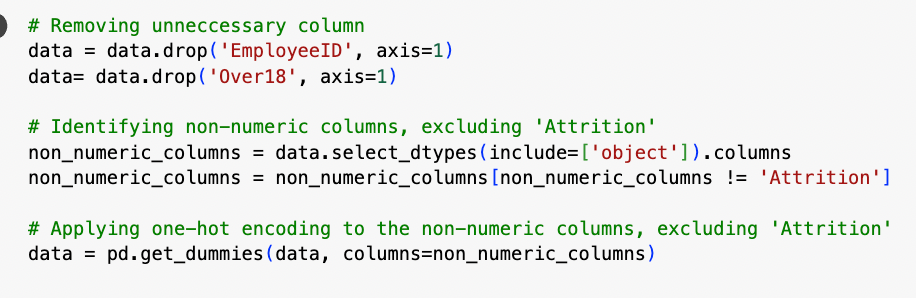 # Removing unneccessary column
data = data.drop('EmployeeID', axis=1)
data= data.drop('Over18', axis=1)
# Identifying non-numeric columns, excluding 'Attrition'
non_numeric_columns = data.select_dtypes(include=['object']).columns
non_numeric_columns = non_numeric_columns[non_numeric_columns != 'Attrition']
# Applying one-hot encoding to the non-numeric columns, excluding 'Attrition'
data = pd.get_dummies(data, columns=non_numeric_columns)